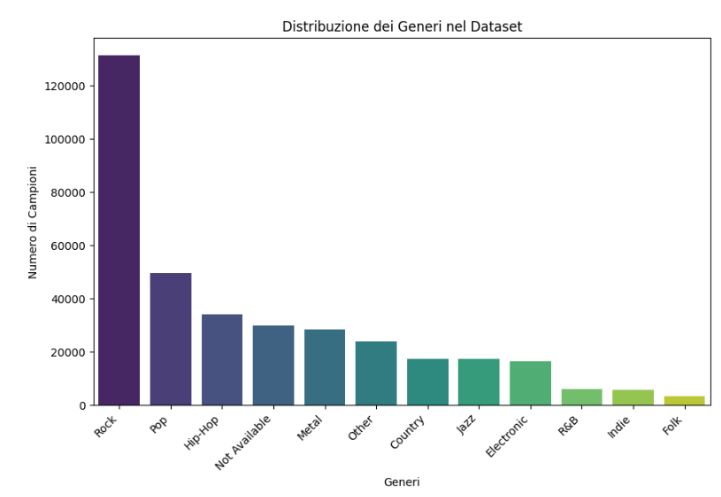 Distribuzione dei Generi nel Dataset
Numero di Campioni
120000
100000
80000
60000
40000
20000
0
Rock
Pop
Hip-Hop
Not Available
Metal
Other
Country
Jazz
Electronic
R&B
Indie
Folk
Generi